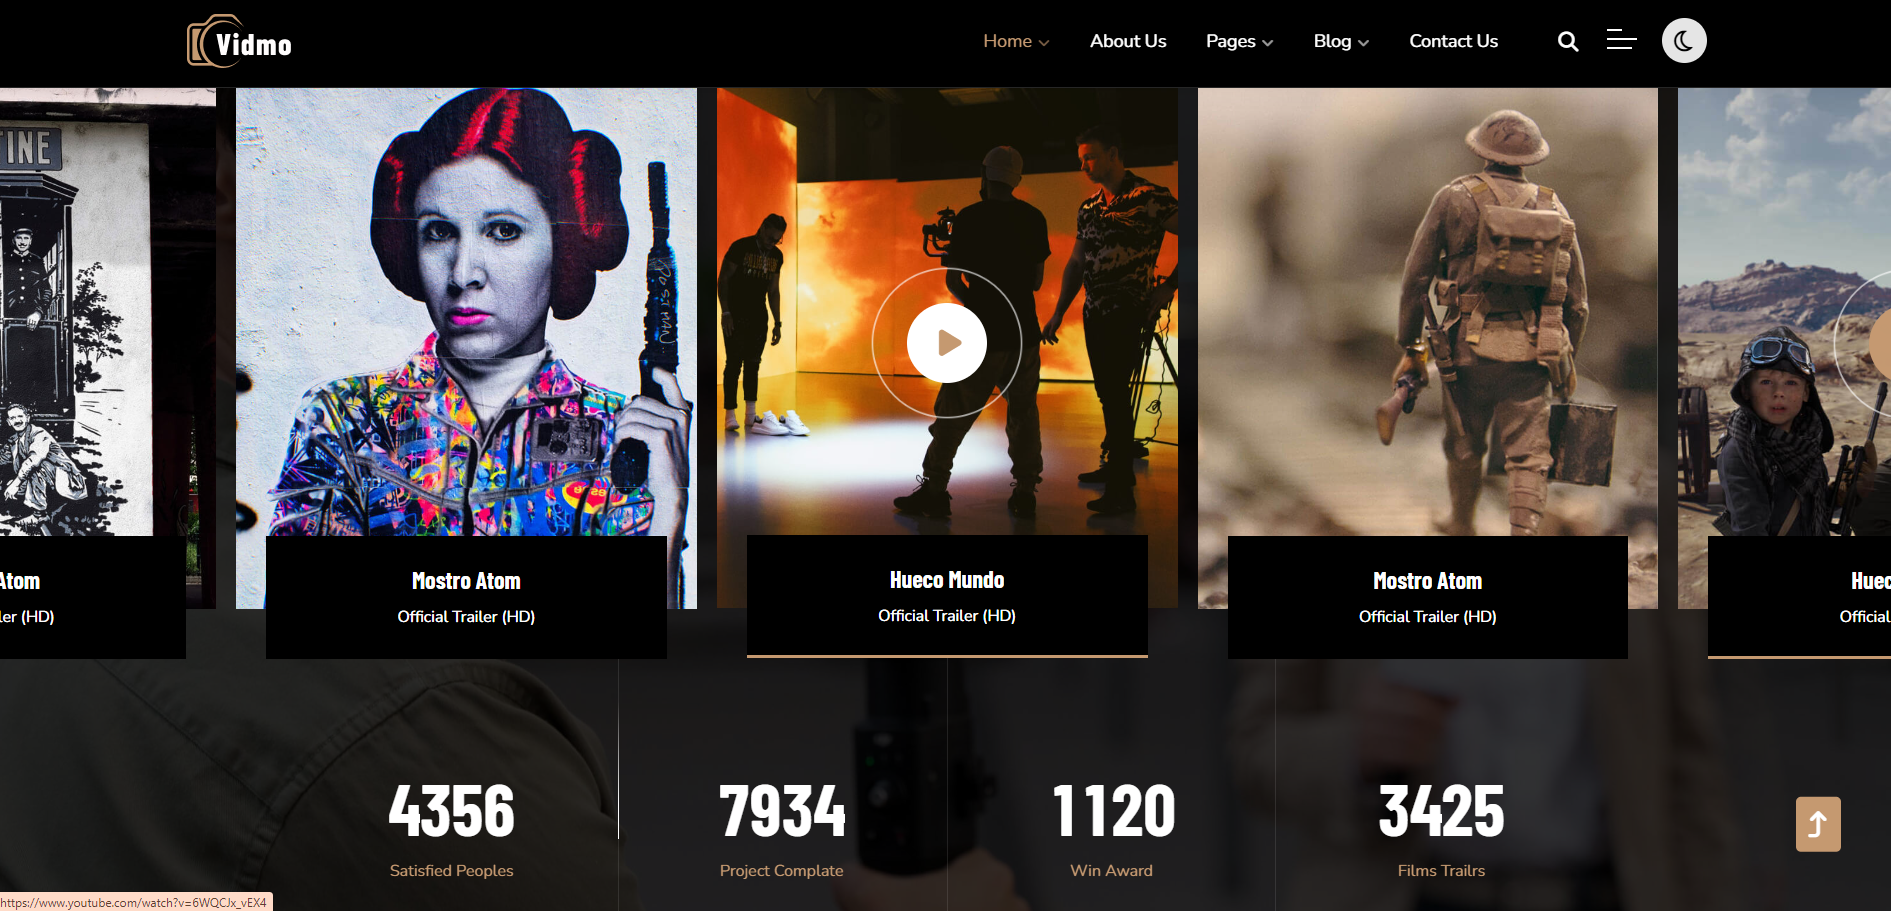 Vidmo
Home
About Us
Pages
Blog
Contact Us
TINE
Atom
ler (HD)
Mostro Atom
Official Trailer (HD)
Hueco Mundo
Official Trailer (HD)
Mostro Atom
Official Trailer (HD)
Huec
Official
4356
Satisfied Peoples
7934
Project Complate
1120
Win Award
3425
Films Trailrs
https://www.youtube.com/watch?v=6WQCJx_vEX4